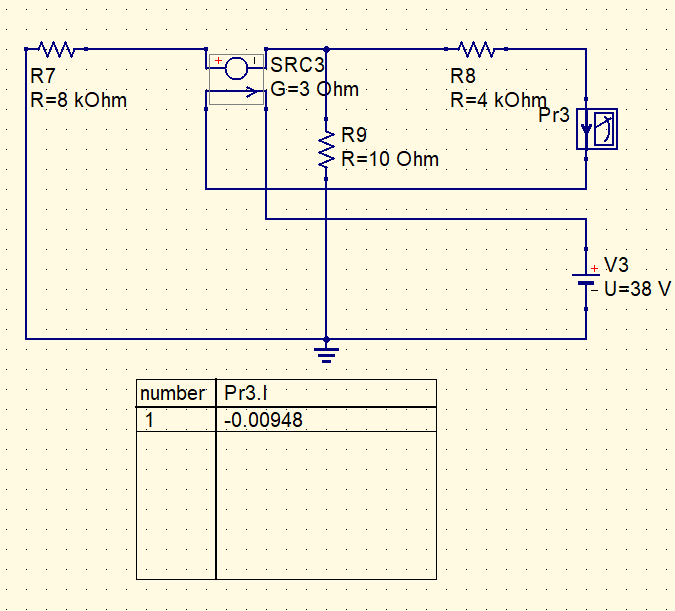 +
SRC3
G=3 Ohm
R7
R=8 kOhm
R8
R=4 kOhm
Pr3
R9
R=10 Ohm
+ V3
- U=38 V
number Pr3.I
1 -0.00948